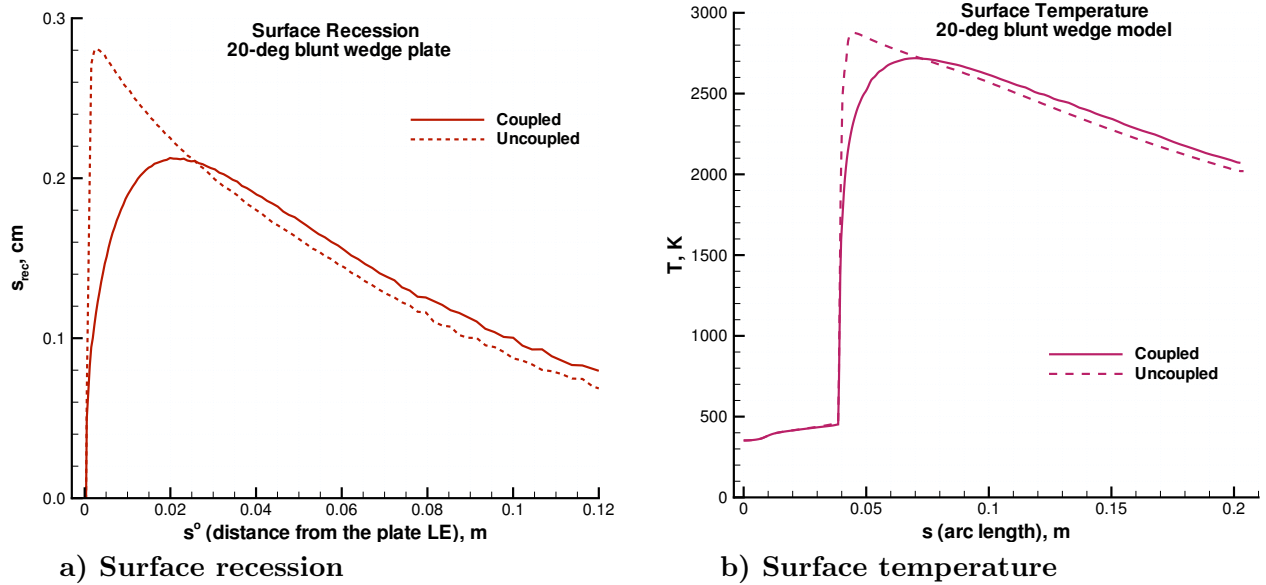 Surface Recession
20-deg blunt wedge plate
Coupled
Uncoupled
0.3
0.2
0.1
0.0
s_rec, cm
0 0.02 0.04 0.06 0.08 0.1 0.12
s° (distance from the plate LE), m
a) Surface recession
Surface Temperature
20-deg blunt wedge model
Coupled
Uncoupled
3000
2500
2000
1500
1000
500
0
T, K
0 0.05 0.1 0.15 0.2
s (arc length), m
b) Surface temperature